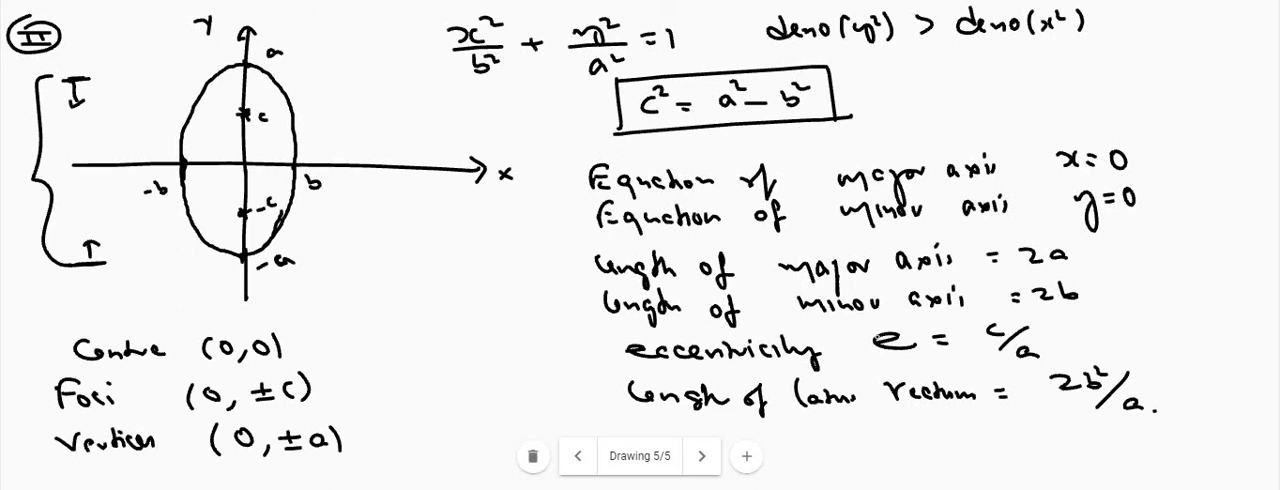 II
y
a
c
x
-b
b
-c
-a
x²/b² + y²/a² = 1 deno(y²) > deno(x²)
c² = a² - b²
Equation of major axis x=0
Equation of minor axis y=0
Length of major axis = 2a
Length of minor axis = 2b
eccentricity e = c/a
Length of latus rectum = 2b²/a.
Centre (0,0)
Foci (0, ±c)
Vertices (0, ±a)
Drawing 5/5